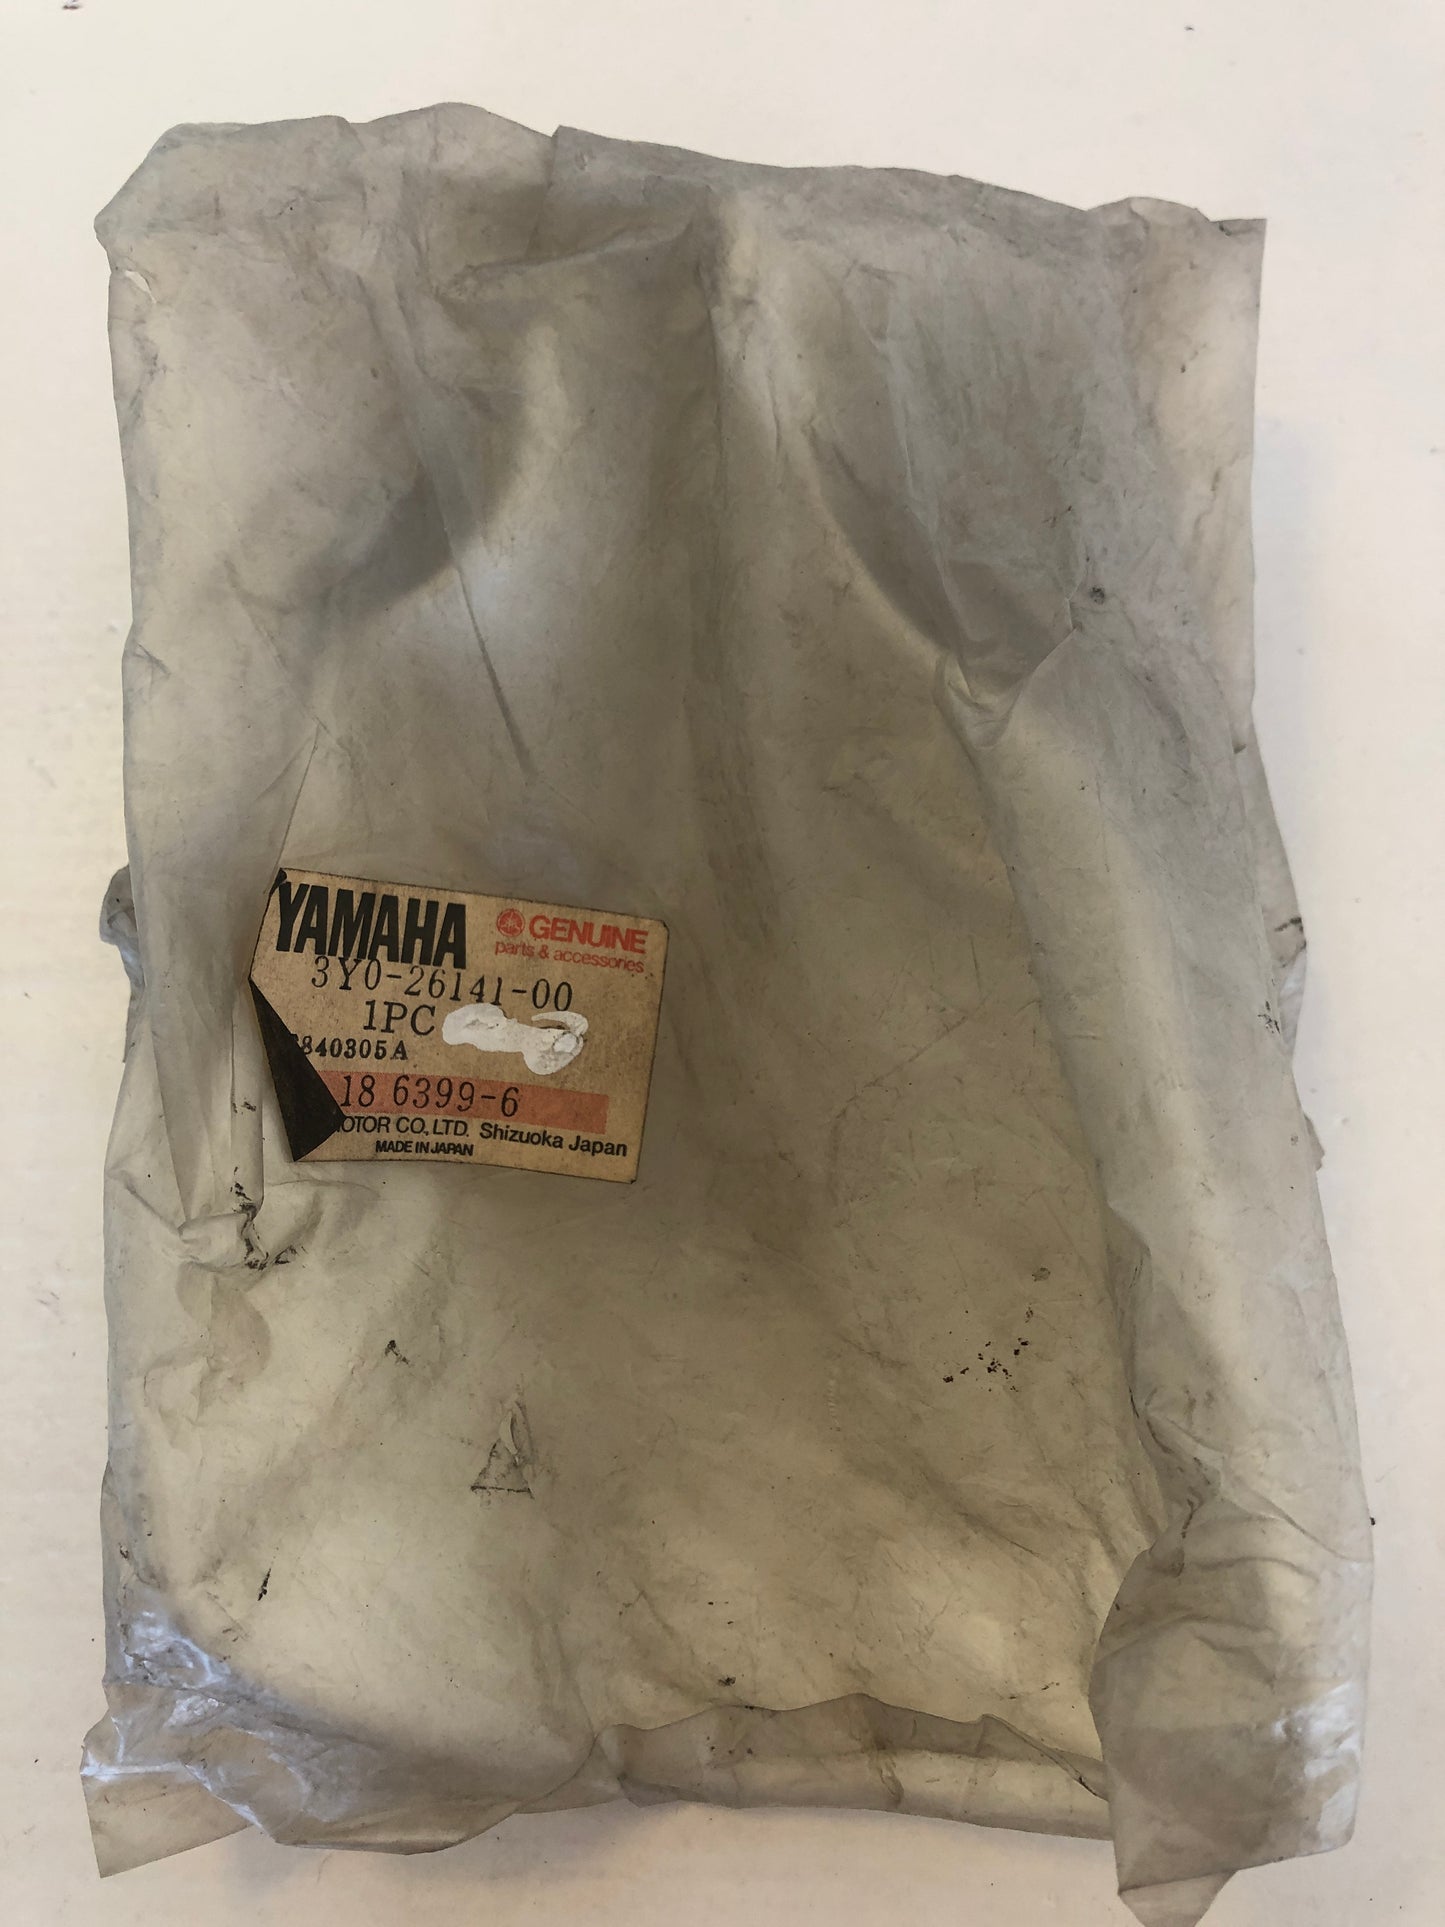 YAMAHA GENUINE
parts & accessories
3Y0-26141-00
1PC
840305A
18 6399-6
MOTOR CO., LTD. Shizuoka Japan
MADE IN JAPAN